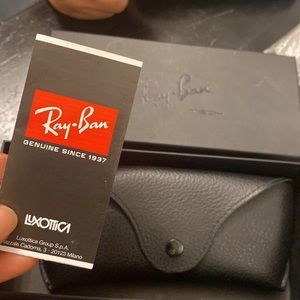 Ray-Ban
GENUINE SINCE 1937
LUXOTTICA
Luxottica Group S.p.A.
Piazzale Cadorna, 3 - 20123 Milano
Ray-Ban